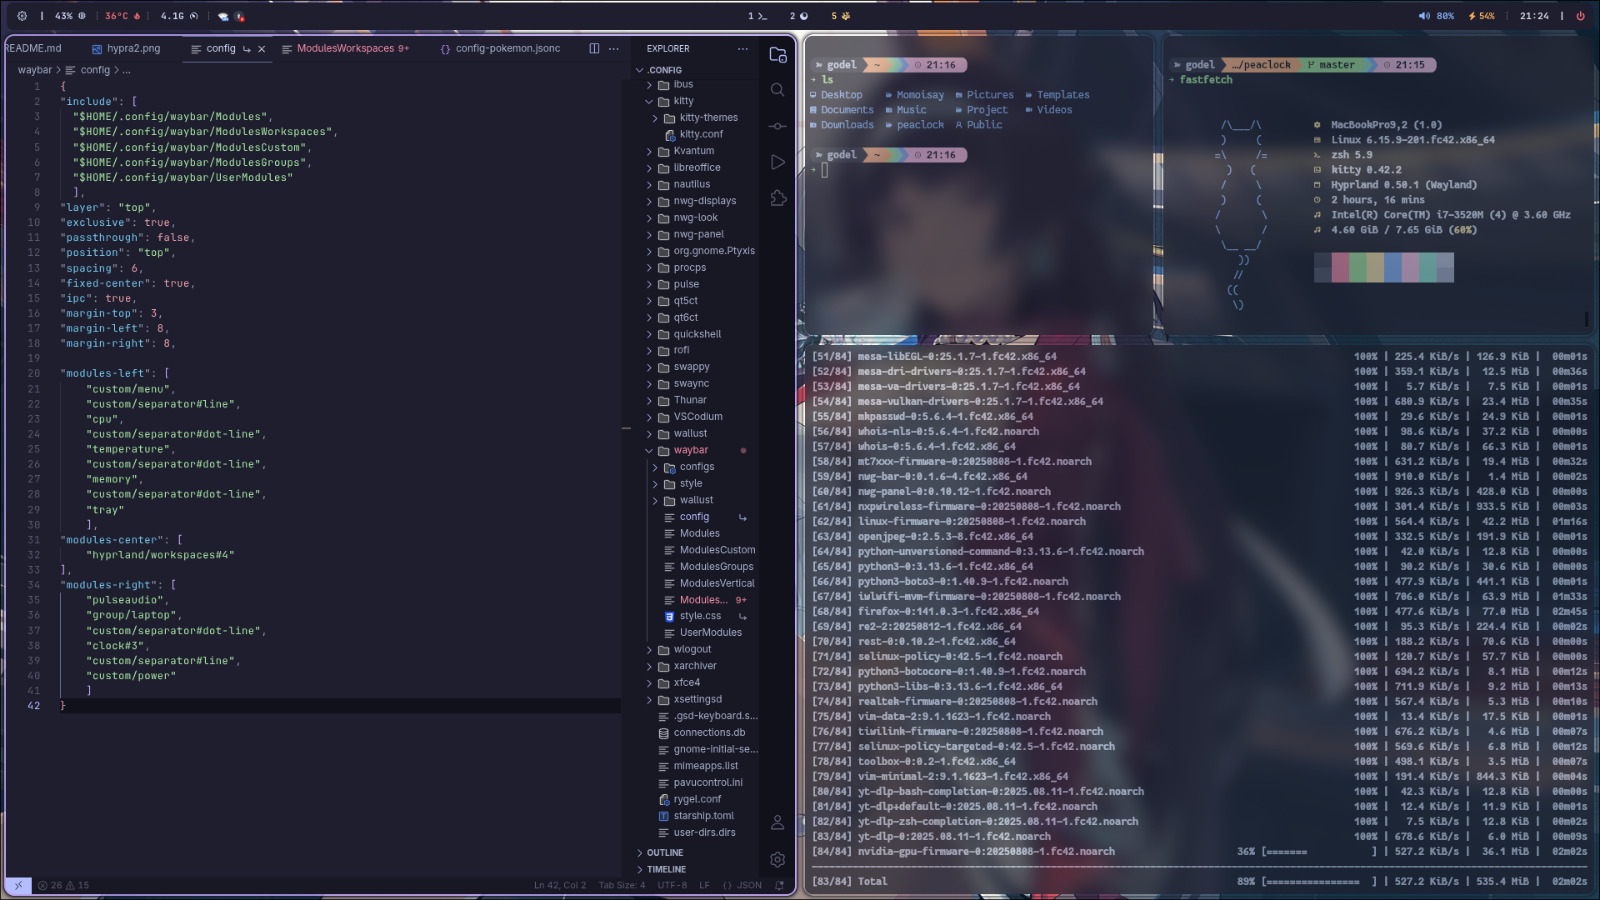 43%
36°C
4.1G
1
2
5
80%
54%
21:24
README.md
hypra2.png
config
ModulesWorkspaces 9+
{} config-pokemon.jsonc
waybar > config > ...
1 {
2 "include": [
3 "$HOME/.config/waybar/Modules",
4 "$HOME/.config/waybar/ModulesWorkspaces",
5 "$HOME/.config/waybar/ModulesCustom",
6 "$HOME/.config/waybar/ModulesGroups",
7 "$HOME/.config/waybar/UserModules"
8 ],
9 "layer": "top",
10 "exclusive": true,
11 "passthrough": false,
12 "position": "top",
13 "spacing": 6,
14 "fixed-center": true,
15 "ipc": true,
16 "margin-top": 3,
17 "margin-left": 8,
18 "margin-right": 8,
19
20 "modules-left": [
21 "custom/menu",
22 "custom/separator#line",
23 "cpu",
24 "custom/separator#dot-line",
25 "temperature",
26 "custom/separator#dot-line",
27 "memory",
28 "custom/separator#dot-line",
29 "tray"
30 ],
31 "modules-center": [
32 "hyprland/workspaces#4"
33 ],
34 "modules-right": [
35 "pulseaudio",
36 "group/laptop",
37 "custom/separator#dot-line",
38 "clock#3",
39 "custom/separator#line",
40 "custom/power"
41 ]
42 }
26 15
Ln 42, Col 2 Tab Size: 4 UTF-8 LF {} JSON
EXPLORER ...
.CONFIG
ibus
kitty
kitty-themes
kitty.conf
Kvantum
libreoffice
nautilus
nwg-displays
nwg-look
nwg-panel
org.gnome.Ptyxis
procps
pulse
qt5ct
qt6ct
quickshell
rofi
swappy
swaync
Thunar
VSCodium
wallust
waybar
configs
style
wallust
config
Modules
ModulesCustom
ModulesGroups
ModulesVertical
Modules... 9+
style.css
UserModules
wlogout
xarchiver
xfce4
xsettingsd
.gsd-keyboard.s...
connections.db
gnome-initial-se...
mimeapps.list
pavucontrol.ini
rygel.conf
starship.toml
user-dirs.dirs
OUTLINE
TIMELINE
godel ~ 21:16
ls
Desktop Momoisay Pictures Templates
Documents Music Project Videos
Downloads peaclock Public
godel ~ 21:16
godel …/peaclock master 21:15
fastfetch
MacBookPro9,2 (1.0)
Linux 6.15.9-201.fc42.x86_64
zsh 5.9
kitty 0.42.2
Hyprland 0.50.1 (Wayland)
2 hours, 16 mins
Intel(R) Core(TM) i7-3520M (4) @ 3.60 GHz
4.60 GiB / 7.65 GiB (60%)
[51/84] mesa-libEGL-0:25.1.7-1.fc42.x86_64 100% | 225.4 KiB/s | 126.9 KiB | 00m01s
[52/84] mesa-dri-drivers-0:25.1.7-1.fc42.x86_64 100% | 359.1 KiB/s | 12.5 MiB | 00m36s
[53/84] mesa-va-drivers-0:25.1.7-1.fc42.x86_64 100% | 5.7 KiB/s | 7.5 KiB | 00m01s
[54/84] mesa-vulkan-drivers-0:25.1.7-1.fc42.x86_64 100% | 680.9 KiB/s | 23.4 MiB | 00m35s
[55/84] mkpasswd-0:5.6.4-1.fc42.x86_64 100% | 29.6 KiB/s | 24.9 KiB | 00m01s
[56/84] whois-nls-0:5.6.4-1.fc42.noarch 100% | 98.6 KiB/s | 37.2 KiB | 00m00s
[57/84] whois-0:5.6.4-1.fc42.x86_64 100% | 80.7 KiB/s | 66.3 KiB | 00m01s
[58/84] mt7xxx-firmware-0:20250808-1.fc42.noarch 100% | 631.2 KiB/s | 19.4 MiB | 00m32s
[59/84] nwg-bar-0:0.1.6-4.fc42.x86_64 100% | 910.0 KiB/s | 1.4 MiB | 00m02s
[60/84] nwg-panel-0:0.10.12-1.fc42.noarch 100% | 926.3 KiB/s | 428.0 KiB | 00m00s
[61/84] nxpwireless-firmware-0:20250808-1.fc42.noarch 100% | 301.4 KiB/s | 933.5 KiB | 00m03s
[62/84] linux-firmware-0:20250808-1.fc42.noarch 100% | 564.4 KiB/s | 42.2 MiB | 01m16s
[63/84] openjpeg-0:2.5.3-8.fc42.x86_64 100% | 332.5 KiB/s | 191.9 KiB | 00m01s
[64/84] python-unversioned-command-0:3.13.6-1.fc42.noarch 100% | 42.0 KiB/s | 12.8 KiB | 00m00s
[65/84] python3-0:3.13.6-1.fc42.x86_64 100% | 90.2 KiB/s | 30.6 KiB | 00m00s
[66/84] python3-boto3-0:1.40.9-1.fc42.noarch 100% | 477.9 KiB/s | 441.1 KiB | 00m01s
[67/84] iwlwifi-mvm-firmware-0:20250808-1.fc42.noarch 100% | 706.0 KiB/s | 63.9 MiB | 01m33s
[68/84] firefox-0:141.0.3-1.fc42.x86_64 100% | 477.6 KiB/s | 77.0 MiB | 02m45s
[69/84] re2-2:20250812-1.fc42.x86_64 100% | 95.3 KiB/s | 224.4 KiB | 00m02s
[70/84] rest-0:0.10.2-1.fc42.x86_64 100% | 188.2 KiB/s | 70.6 KiB | 00m00s
[71/84] selinux-policy-0:42.5-1.fc42.noarch 100% | 120.7 KiB/s | 57.7 KiB | 00m00s
[72/84] python3-botocore-0:1.40.9-1.fc42.noarch 100% | 694.2 KiB/s | 8.1 MiB | 00m12s
[73/84] python3-libs-0:3.13.6-1.fc42.x86_64 100% | 711.9 KiB/s | 9.2 MiB | 00m13s
[74/84] realtek-firmware-0:20250808-1.fc42.noarch 100% | 567.4 KiB/s | 5.3 MiB | 00m10s
[75/84] vim-data-2:9.1.1623-1.fc42.noarch 100% | 13.4 KiB/s | 17.5 KiB | 00m01s
[76/84] tiwilink-firmware-0:20250808-1.fc42.noarch 100% | 676.2 KiB/s | 4.6 MiB | 00m07s
[77/84] selinux-policy-targeted-0:42.5-1.fc42.noarch 100% | 569.6 KiB/s | 6.8 MiB | 00m12s
[78/84] toolbox-0:0.2-1.fc42.x86_64 100% | 498.1 KiB/s | 3.5 MiB | 00m07s
[79/84] vim-minimal-2:9.1.1623-1.fc42.x86_64 100% | 191.4 KiB/s | 844.3 KiB | 00m04s
[80/84] yt-dlp-bash-completion-0:2025.08.11-1.fc42.noarch 100% | 42.3 KiB/s | 12.8 KiB | 00m00s
[81/84] yt-dlp+default-0:2025.08.11-1.fc42.noarch 100% | 12.4 KiB/s | 11.9 KiB | 00m01s
[82/84] yt-dlp-zsh-completion-0:2025.08.11-1.fc42.noarch 100% | 7.5 KiB/s | 12.8 KiB | 00m02s
[83/84] yt-dlp-0:2025.08.11-1.fc42.noarch 100% | 678.6 KiB/s | 6.0 MiB | 00m09s
[84/84] nvidia-gpu-firmware-0:20250808-1.fc42.noarch 36% [======= ] | 527.2 KiB/s | 36.1 MiB | 02m02s
[83/84] Total 89% [================ ] | 527.2 KiB/s | 535.4 MiB | 02m02s